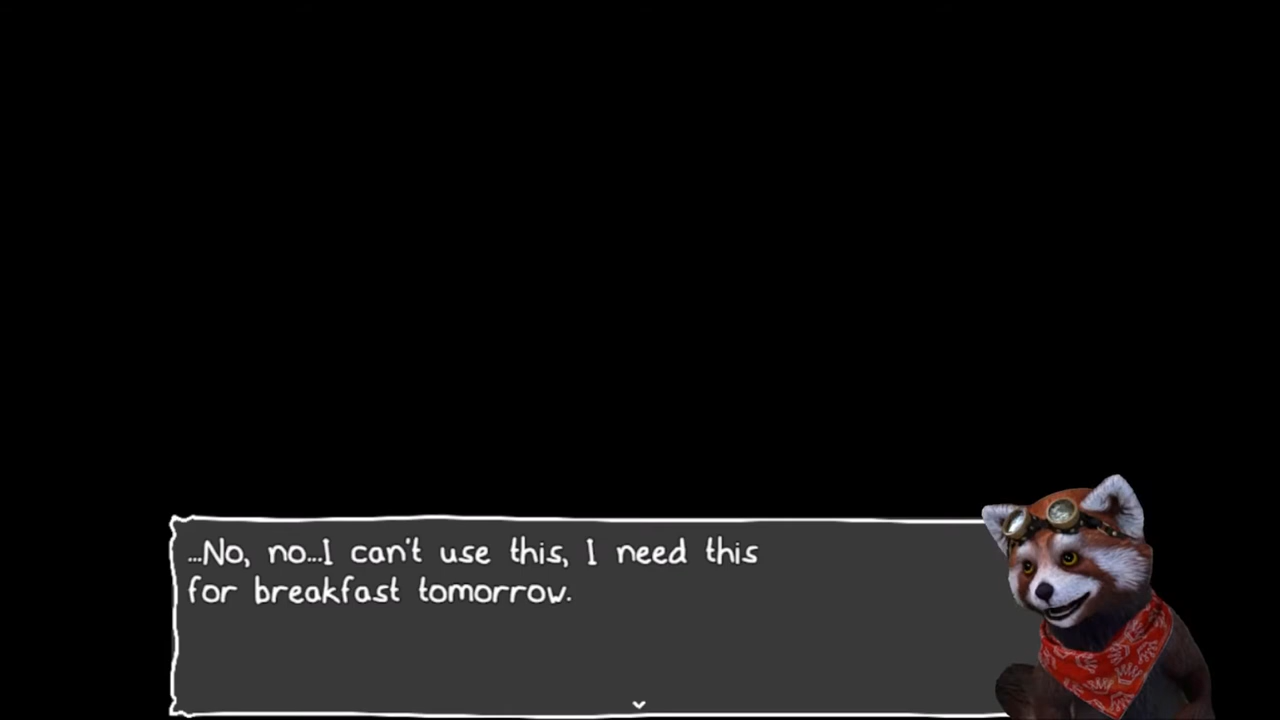 ...No, no...I can't use this, I need this
for breakfast tomorrow.